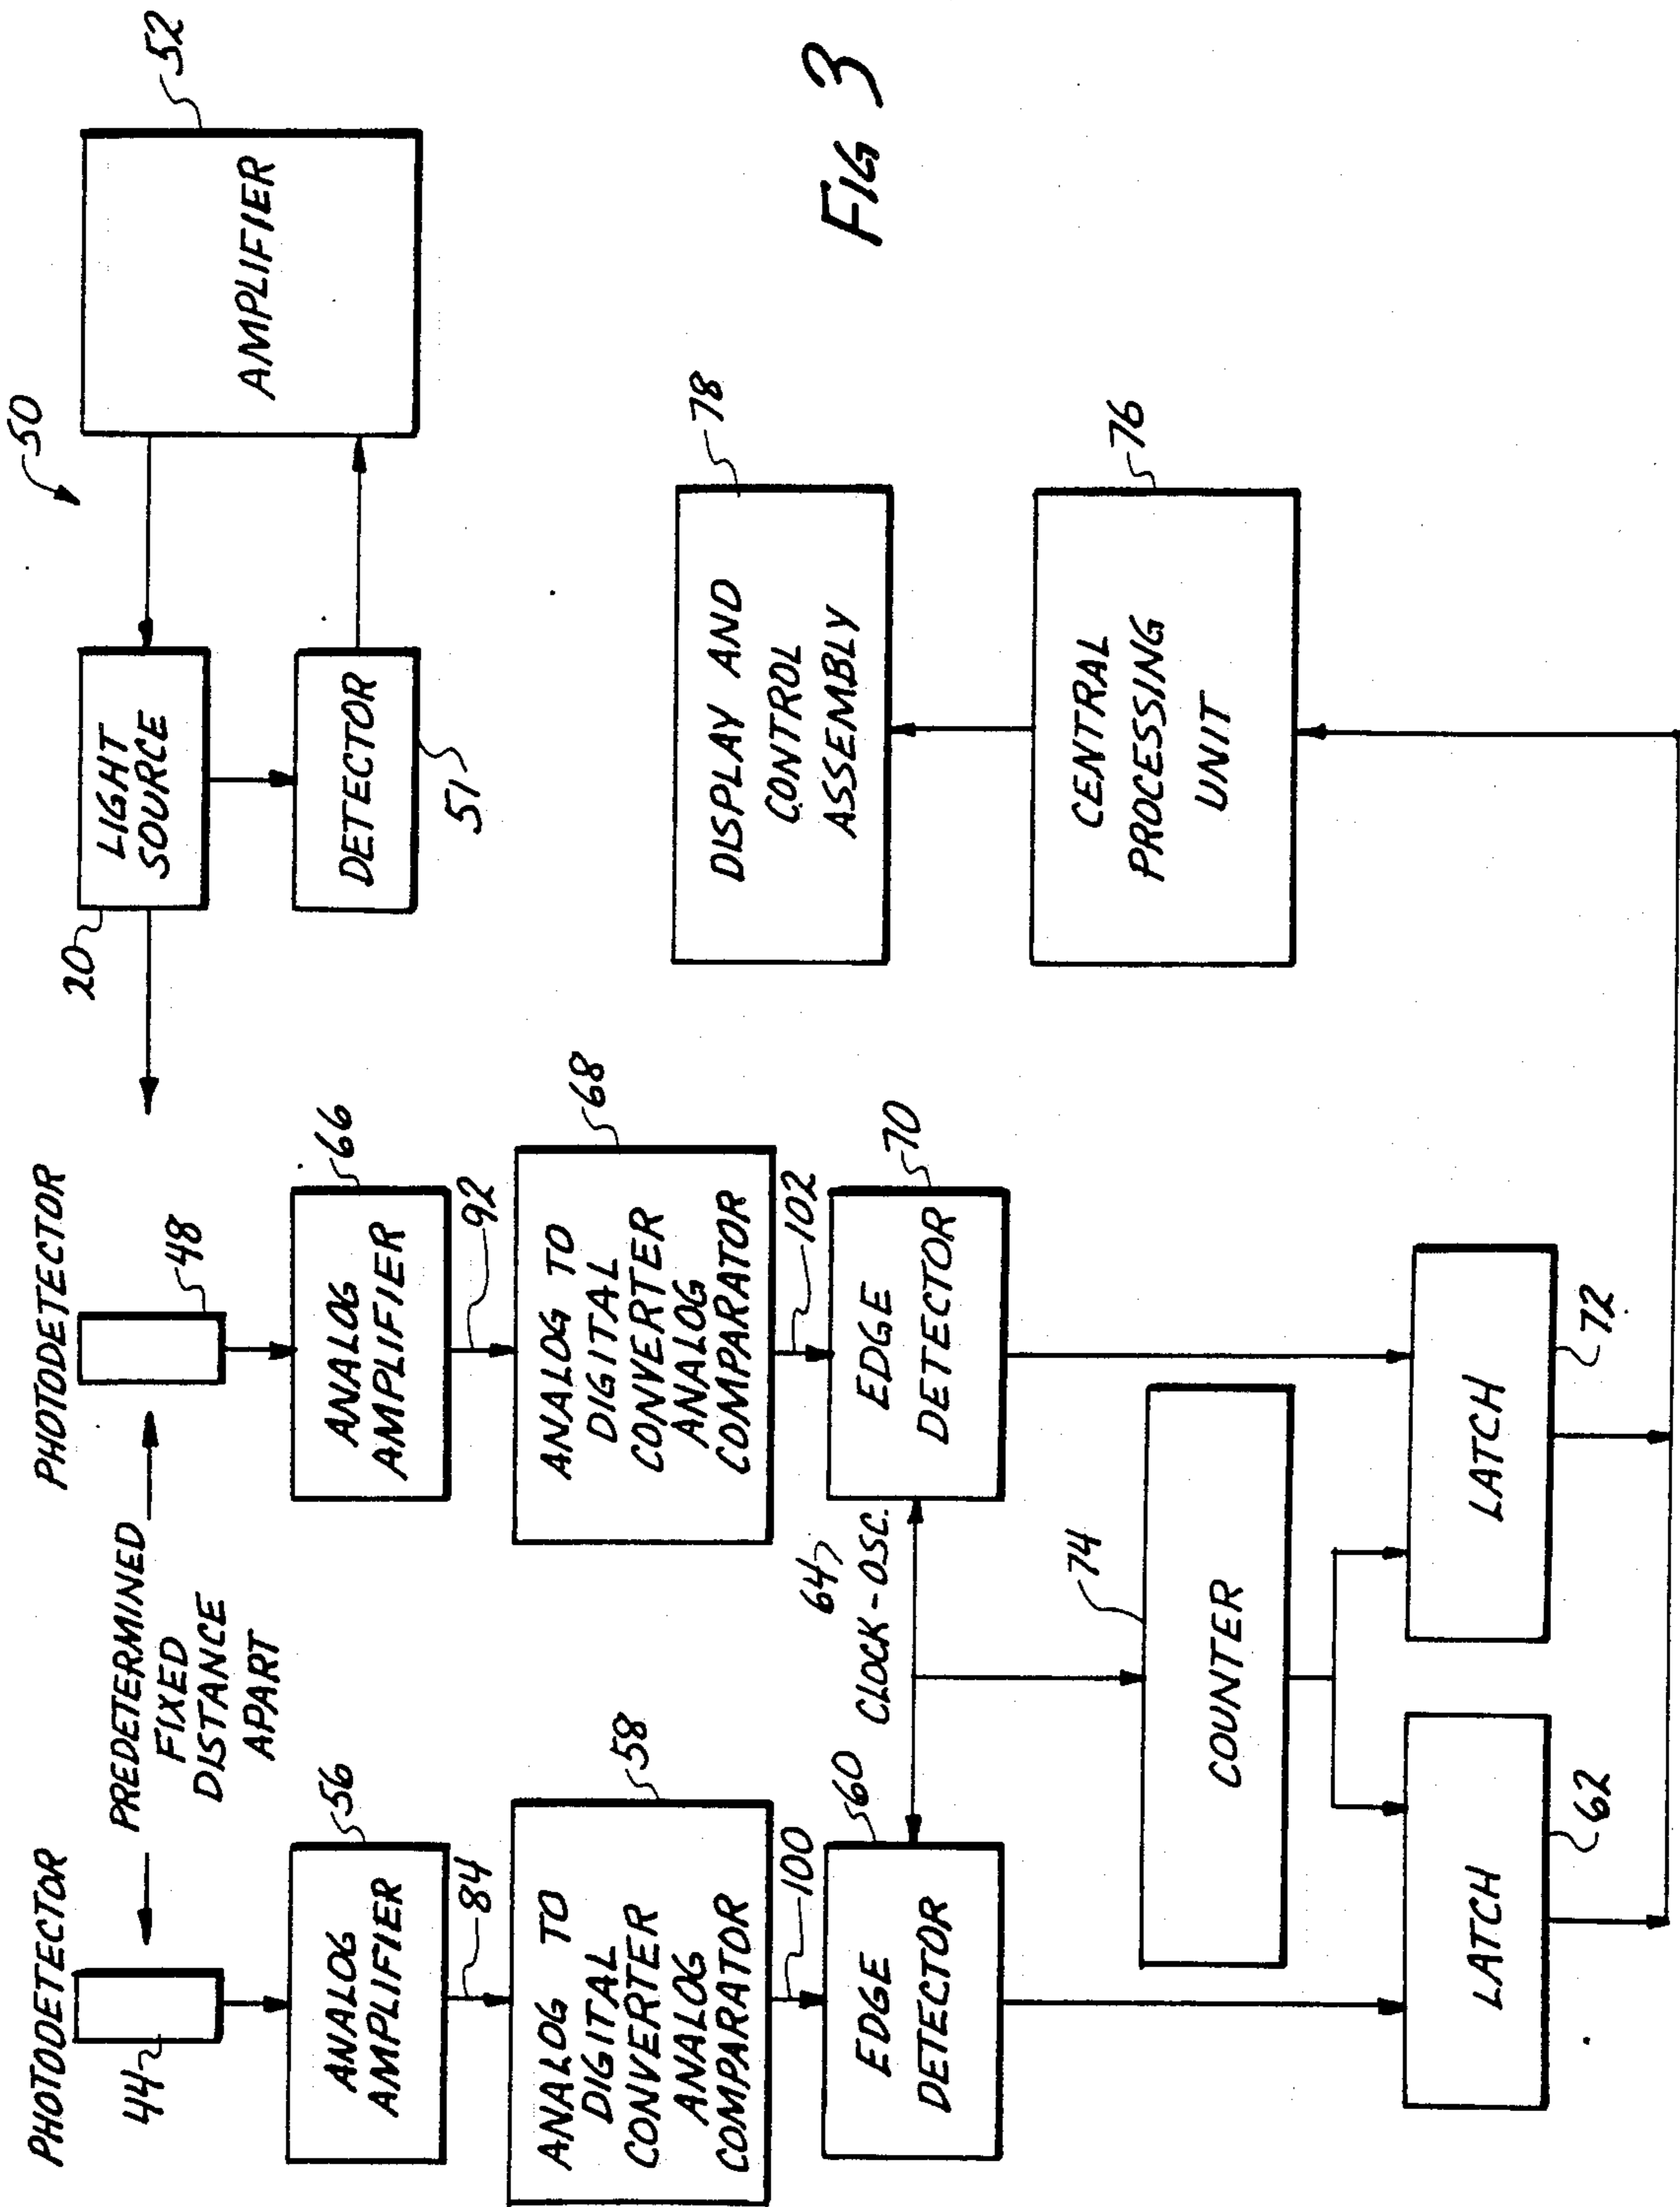 PHOTODETECTOR
PHOTODETECTOR
44
PREDETERMINED
FIXED
DISTANCE
APART
48
20
LIGHT
SOURCE
50
AMPLIFIER
52
DETECTOR
51
ANALOG
AMPLIFIER
56
ANALOG
AMPLIFIER
66
84
92
ANALOG TO
DIGITAL
CONVERTER
ANALOG
COMPARATOR
58
ANALOG TO
DIGITAL
CONVERTER
ANALOG
COMPARATOR
68
DISPLAY AND
CONTROL
ASSEMBLY
78
FIG 3
100
102
EDGE
DETECTOR
60
64
CLOCK-OSC.
EDGE
DETECTOR
70
CENTRAL
PROCESSING
UNIT
76
COUNTER
74
LATCH
62
LATCH
72